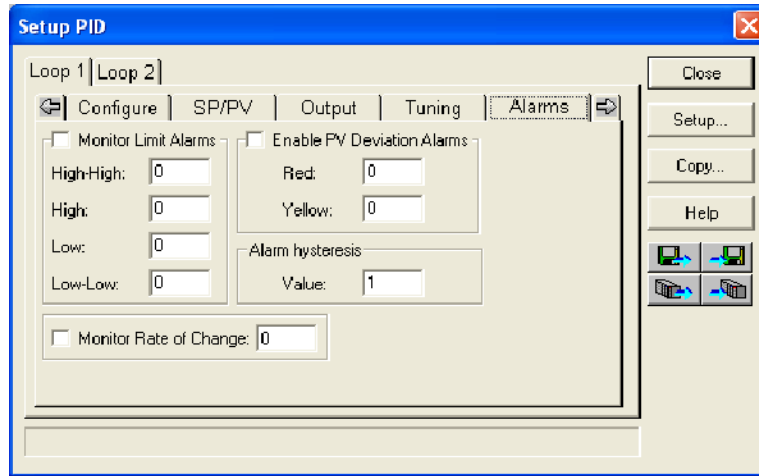 Setup PID
Loop 1 Loop 2
Configure SP/PV Output Tuning Alarms
Monitor Limit Alarms
High-High: 0
High: 0
Low: 0
Low-Low: 0
Enable PV Deviation Alarms
Red: 0
Yellow: 0
Alarm hysteresis
Value: 1
Monitor Rate of Change: 0
Close
Setup...
Copy...
Help